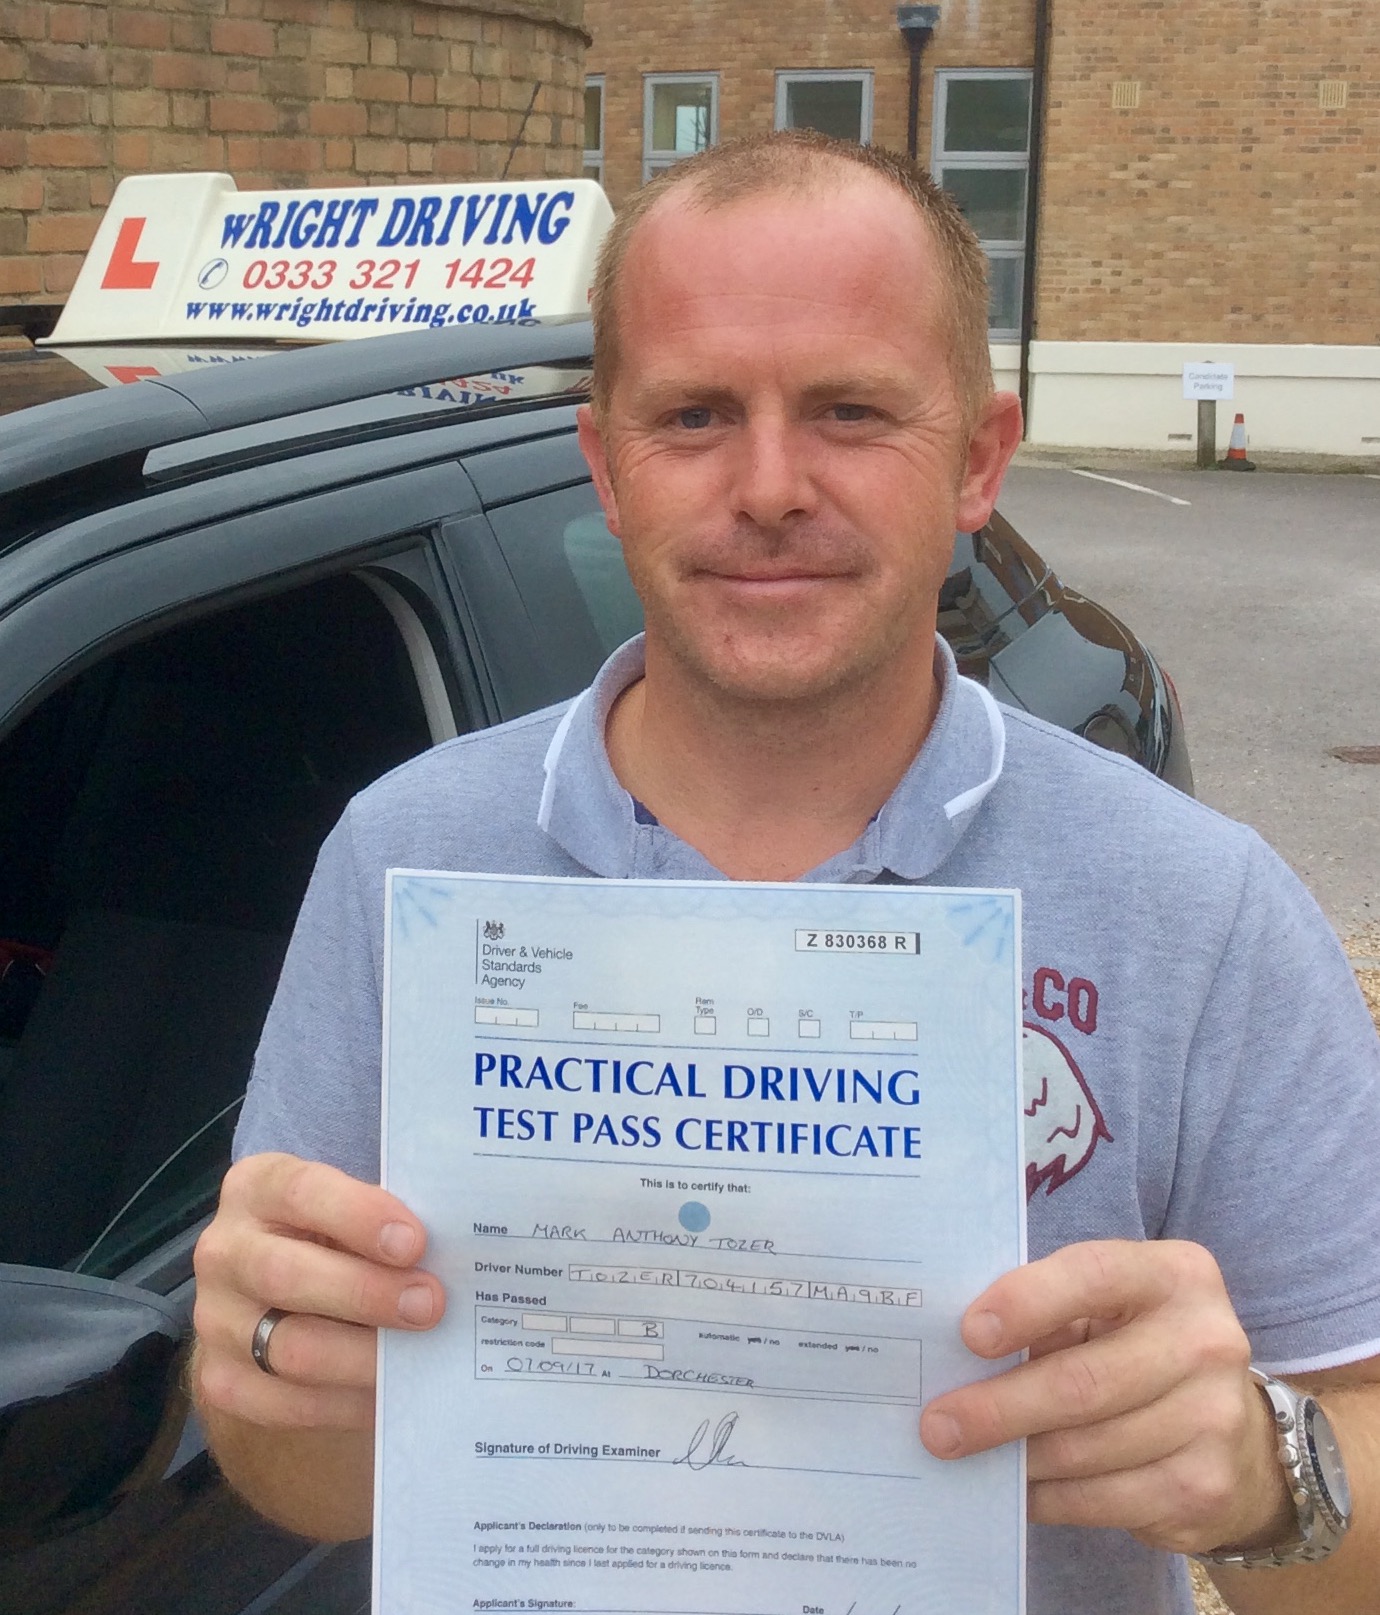 L
wRIGHT DRIVING
0333 321 1424
www.wrightdriving.co.uk
Candidate
Parking
CO
Driver & Vehicle
Standards
Agency
Z 830368 R
Issue No.
Fee
Rem
Type
O/D
S/C
T/P
PRACTICAL DRIVING
TEST PASS CERTIFICATE
This is to certify that:
Name MARK ANTHONY TOZER
Driver Number TOZER 704157 MA9BF
Has Passed
Category B automatic yes / no extended yes / no
restriction code
On 07/09/17 At DORCHESTER
Signature of Driving Examiner
Applicant's Declaration (only to be completed if sending this certificate to the DVLA)
I apply for a full driving licence for the category shown on this form and declare that there has been no
change in my health since I last applied for a driving licence.
Applicant's Signature: Date / /